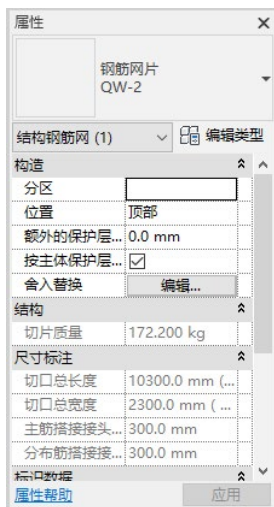 属性
钢筋网片
QW-2
结构钢筋网 (1) 编辑类型
构造
分区
位置 顶部
额外的保护层... 0.0 mm
按主体保护层...
舍入替换 编辑...
结构
切片质量 172.200 kg
尺寸标注
切口总长度 10300.0 mm (...
切口总宽度 2300.0 mm ( ...
主筋搭接接头... 300.0 mm
分布筋搭接接... 300.0 mm
标识数据
属性帮助 应用